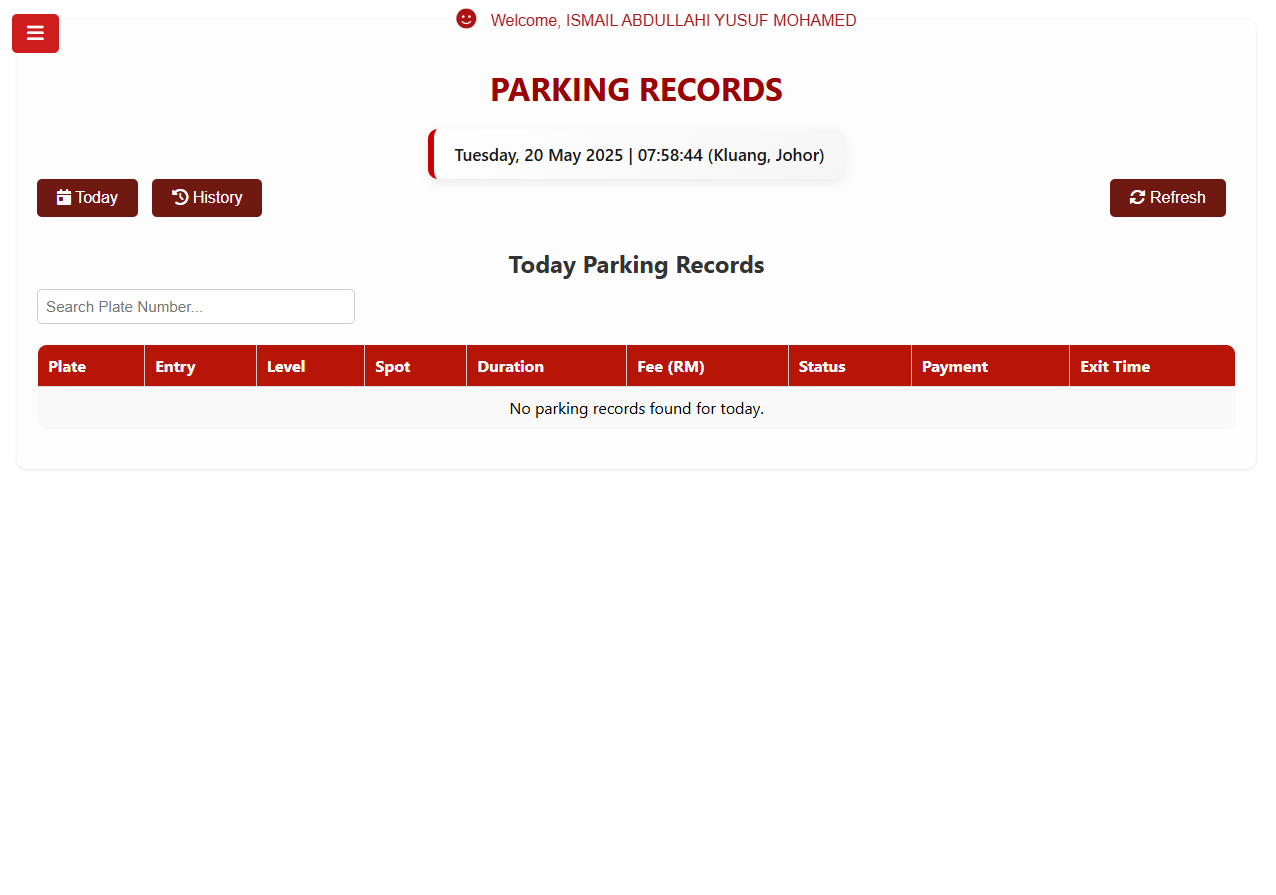 Welcome, ISMAIL ABDULLAHI YUSUF MOHAMED
PARKING RECORDS
Tuesday, 20 May 2025 | 07:58:44 (Kluang, Johor)
Today History Refresh
Today Parking Records
Search Plate Number...
Plate Entry Level Spot Duration Fee (RM) Status Payment Exit Time
No parking records found for today.